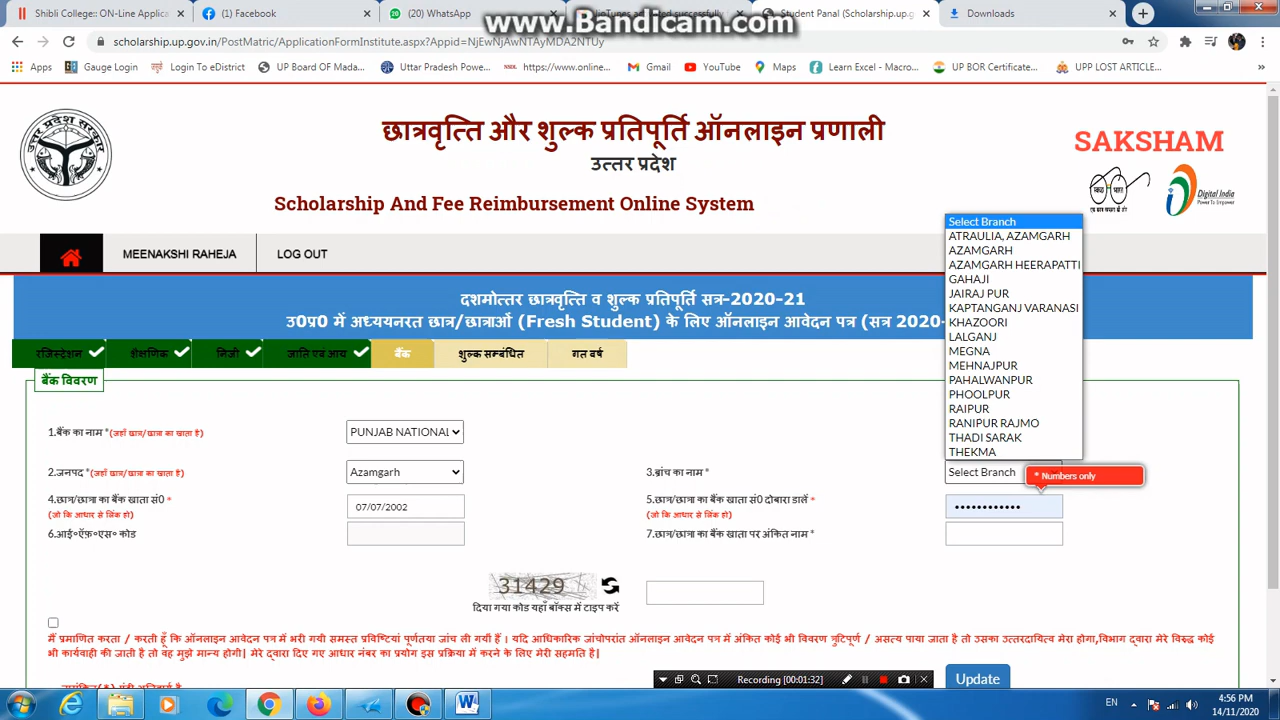 Shibli College: ON-Line Applic
(1) Facebook
(20) WhatsApp
Student Panel (Scholarship.up.go
Downloads
www.Bandicam.com
scholarship.up.gov.in/PostMatric/ApplicationFormInstitute.aspx?AppId=NjEwNjAwNTAyMDA2NTUy
Apps
Gauge Login
Login To eDistrict
UP Board OF Mada...
Uttar Pradesh Powe...
https://www.online...
Gmail
YouTube
Maps
Learn Excel - Macro...
UP BOR Certificate...
UPP LOST ARTICLE...
छात्रवृत्ति और शुल्क प्रतिपूर्ति ऑनलाइन प्रणाली
उत्तर प्रदेश
Scholarship And Fee Reimbursement Online System
SAKSHAM
Digital India
Power To Empower
MEENAKSHI RAHEJA
LOG OUT
दशमोत्तर छात्रवृत्ति व शुल्क प्रतिपूर्ति सत्र-2020-21
उ0प्र0 में अध्ययनरत छात्र/छात्राओं (Fresh Student) के लिए ऑनलाइन आवेदन पत्र (सत्र 2020-
रजिस्ट्रेशन
शैक्षणिक
निजी
जाति एवं आय
बैंक
शुल्क सम्बंधित
गत वर्ष
बैंक विवरण
Select Branch
ATRAULIA, AZAMGARH
AZAMGARH
AZAMGARH HEERAPATTI
GAHAJI
JAIRAJ PUR
KAPTANGANJ VARANASI
KHAZOORI
LALGANJ
MEGNA
MEHNAJPUR
PAHALWANPUR
PHOOLPUR
RAIPUR
RANIPUR RAJMO
THADI SARAK
THEKMA
1.बैंक का नाम *(जहाँ छात्र/छात्रा का खाता है)
PUNJAB NATIONAL
2.जनपद *(जहाँ छात्र/छात्रा का खाता है)
Azamgarh
3.ब्रांच का नाम *
Select Branch
* Numbers only
4.छात्र/छात्रा का बैंक खाता सं0 *
(जो कि आधार से लिंक हो)
07/07/2002
5.छात्र/छात्रा का बैंक खाता सं0 दोबारा डालें *
(जो कि आधार से लिंक हो)
••••••••••••
6.आई॰ऍफ़॰एस॰ कोड
7.छात्र/छात्रा का बैंक खाता पर अंकित नाम *
31429
दिया गया कोड यहाँ बॉक्स में टाइप करें
मैं प्रमाणित करता / करती हूँ कि ऑनलाइन आवेदन पत्र में भरी गयी समस्त प्रविष्टियां पूर्णतया जांच ली गयीं हैं । यदि आधिकारिक जांचोपरांत ऑनलाइन आवेदन पत्र में अंकित कोई भी विवरण त्रुटिपूर्ण / असत्य पाया जाता है तो उसका उत्तरदायित्व मेरा होगा,विभाग द्वारा मेरे विरुद्ध कोई
भी कार्यवाही की जाती है तो वह मुझे मान्य होगी| मेरे द्वारा दिए गए आधार नंबर का प्रयोग इस प्रक्रिया में करने के लिए मेरी सहमति है|
Recording (00:01:32)
Update
EN
4:56 PM
14/11/2020